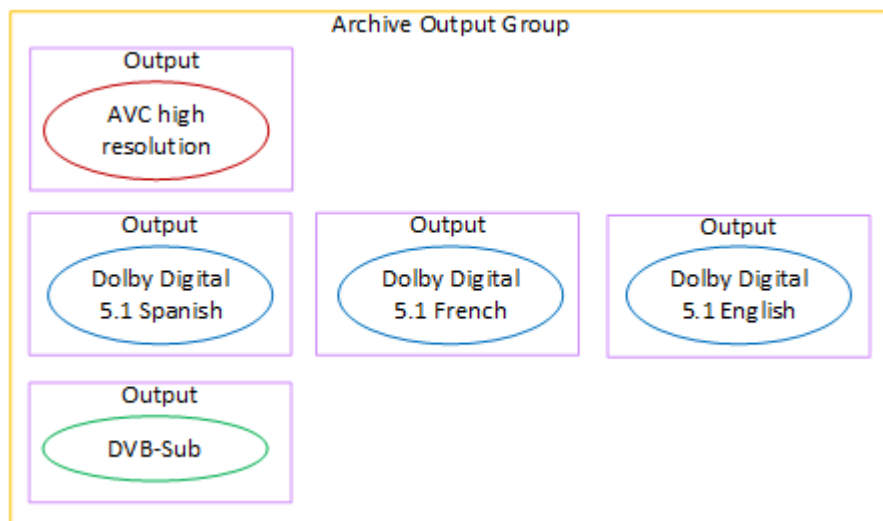 Archive Output Group
Output
AVC high
resolution
Output
Dolby Digital
5.1 Spanish
Output
Dolby Digital
5.1 French
Output
Dolby Digital
5.1 English
Output
DVB-Sub